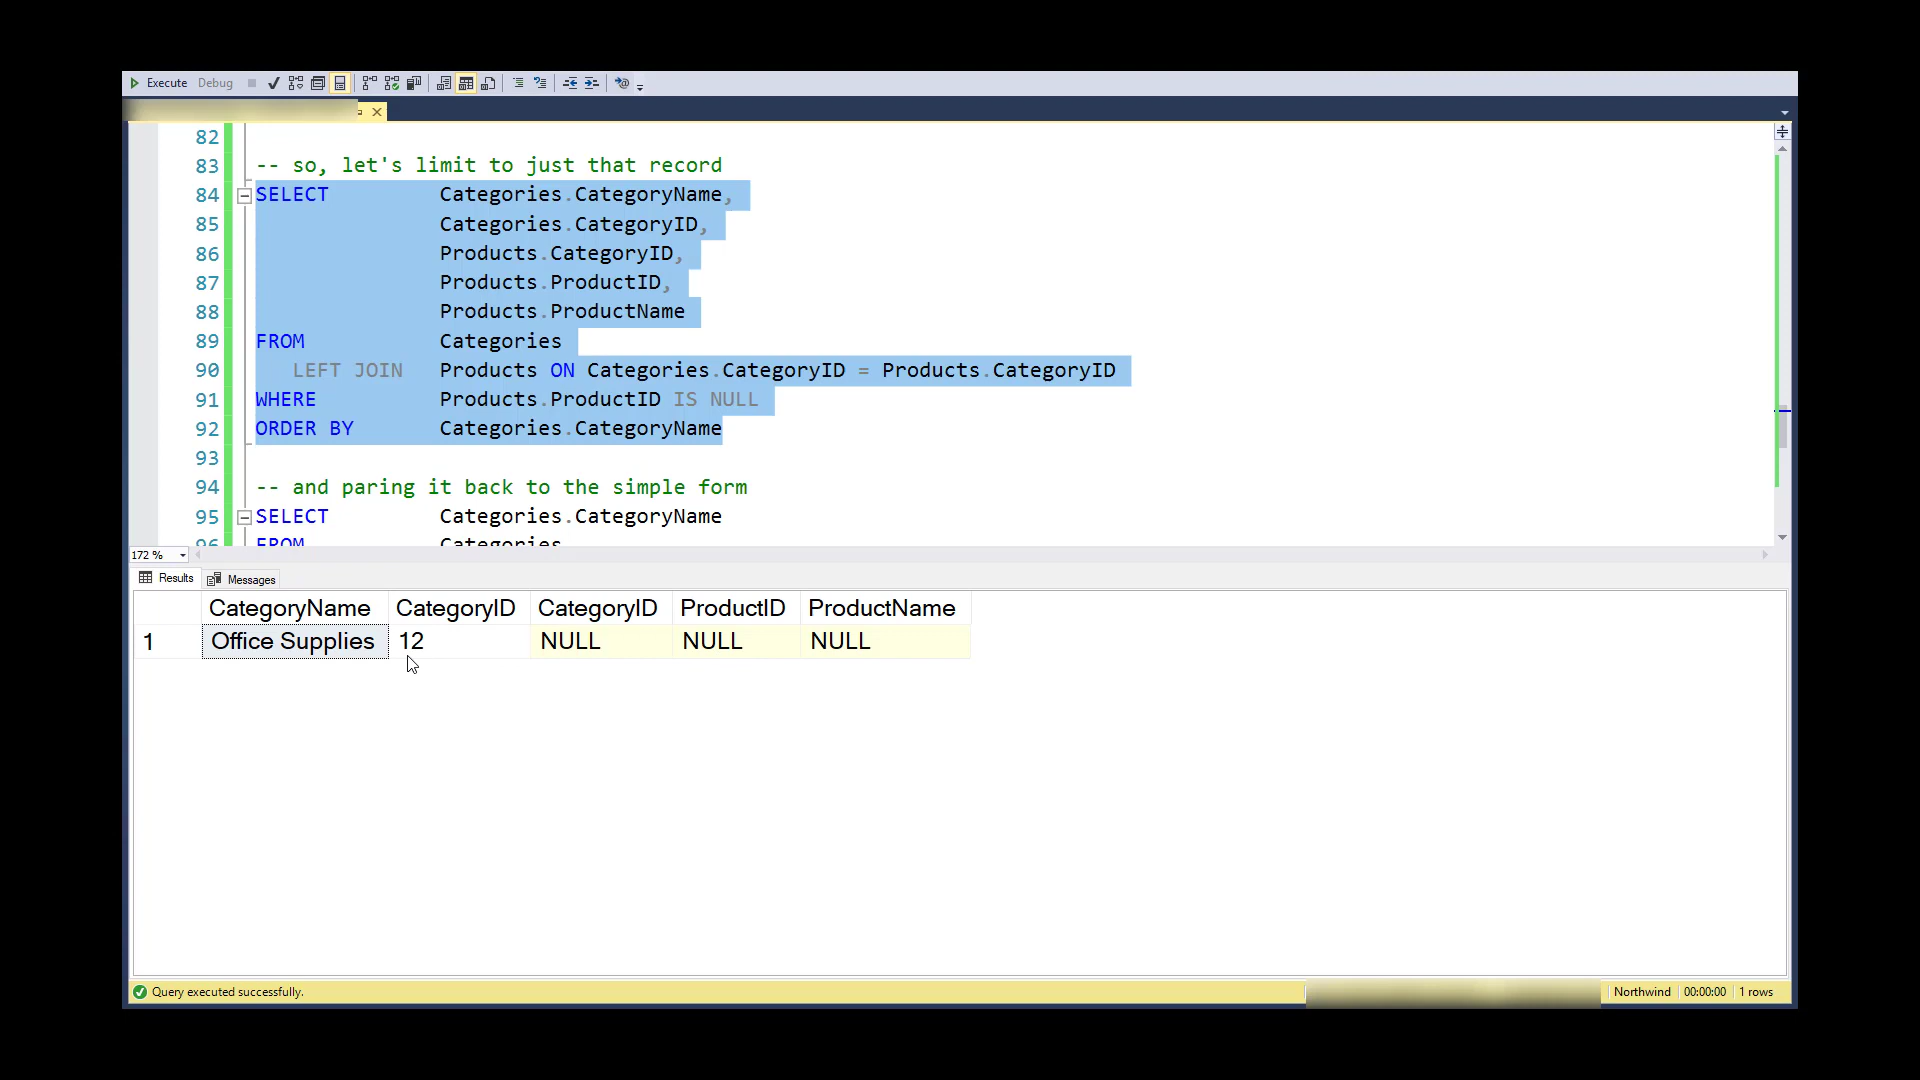 Execute Debug
82
83 -- so, let's limit to just that record
84 SELECT Categories.CategoryName,
85 Categories.CategoryID,
86 Products.CategoryID,
87 Products.ProductID,
88 Products.ProductName
89 FROM Categories
90 LEFT JOIN Products ON Categories.CategoryID = Products.CategoryID
91 WHERE Products.ProductID IS NULL
92 ORDER BY Categories.CategoryName
93
94 -- and paring it back to the simple form
95 SELECT Categories.CategoryName
96 FROM Categories
172 %
Results Messages
CategoryName CategoryID CategoryID ProductID ProductName
1 Office Supplies 12 NULL NULL NULL
Query executed successfully. Northwind 00:00:00 1 rows